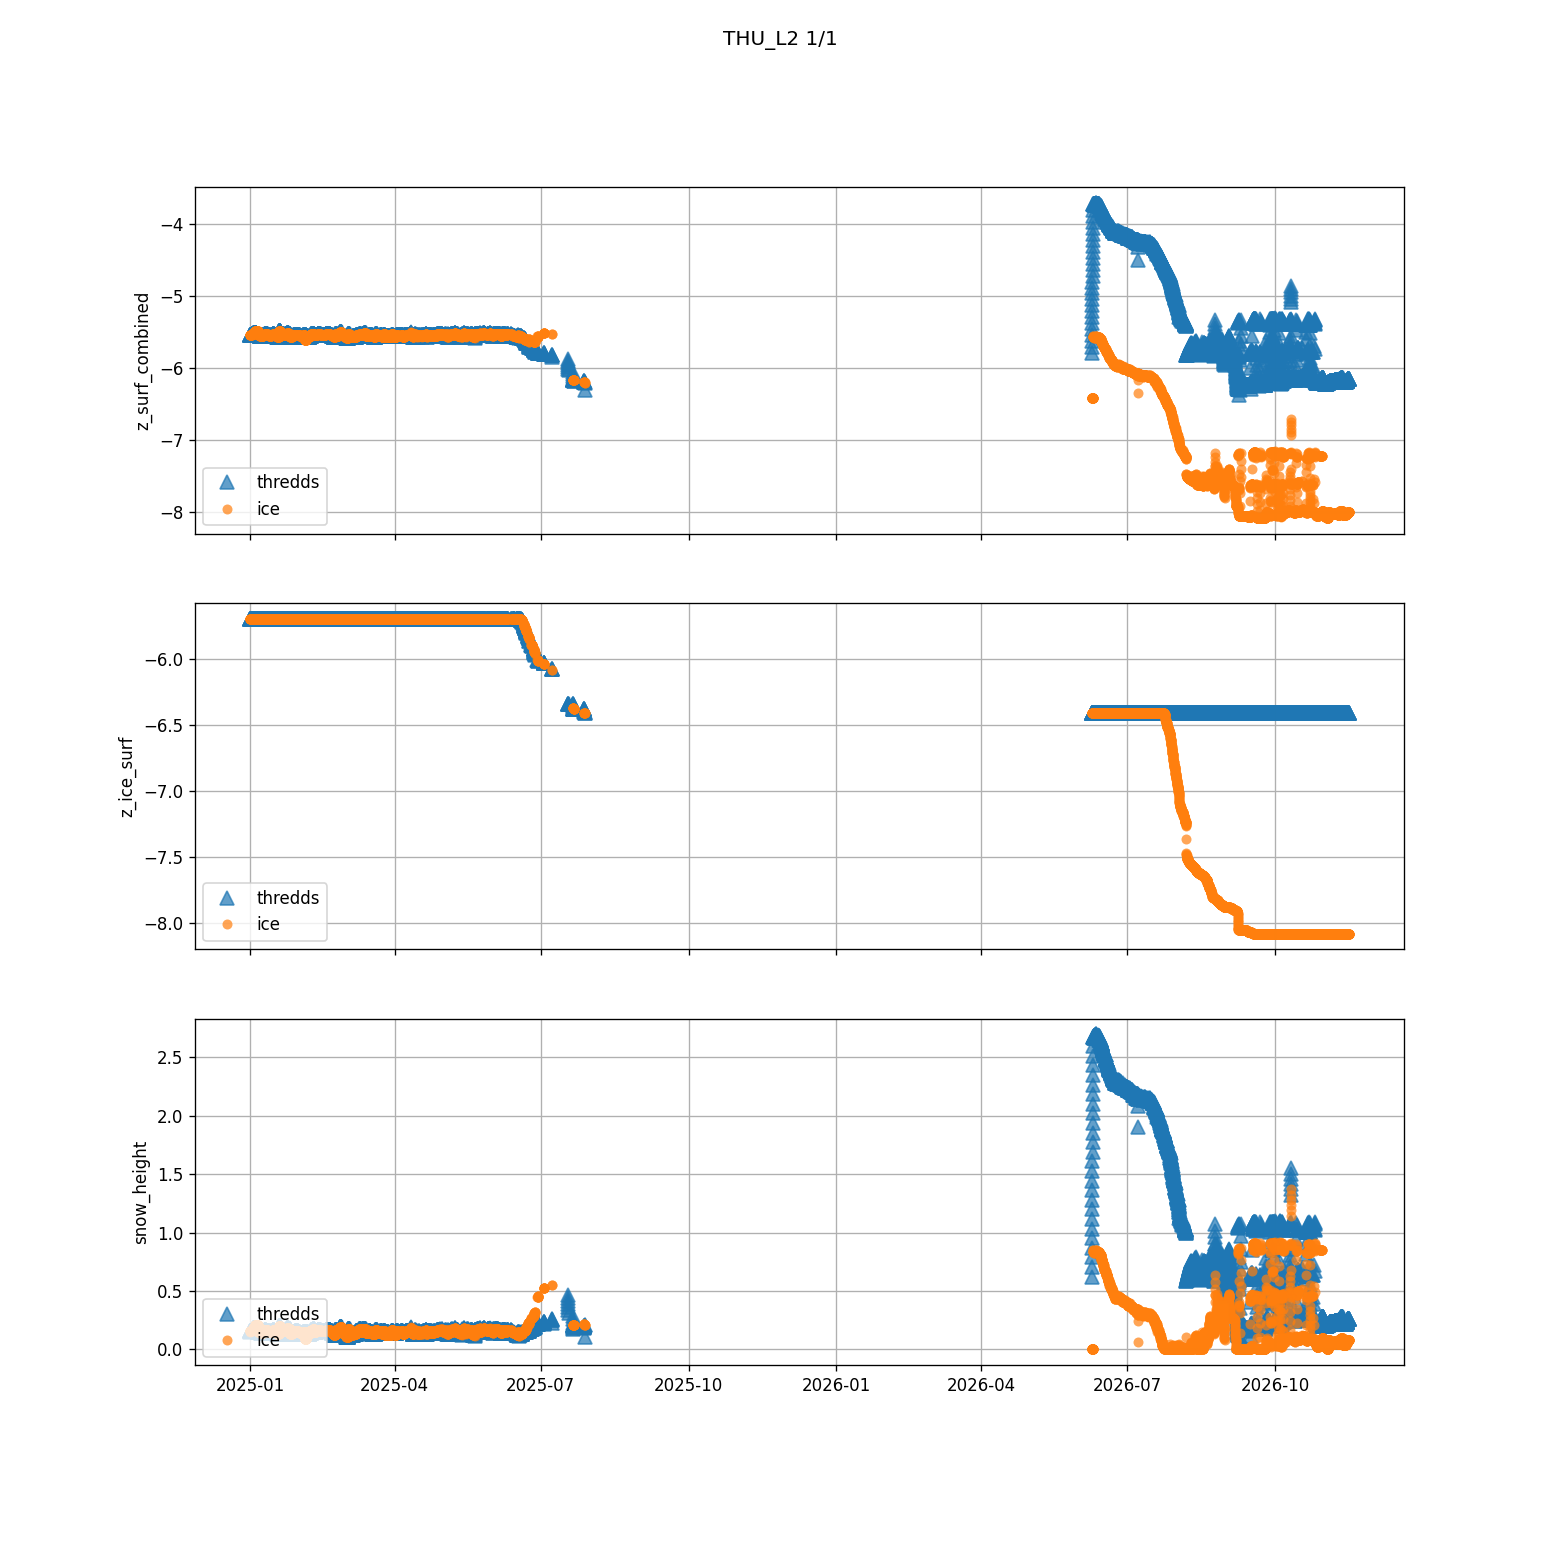 THU_L2 1/1
z_surf_combined
−4
−5
−6
−7
−8
thredds
ice
z_ice_surf
−6.0
−6.5
−7.0
−7.5
−8.0
thredds
ice
snow_height
2.5
2.0
1.5
1.0
0.5
0.0
thredds
ice
2025-01 2025-04 2025-07 2025-10 2026-01 2026-04 2026-07 2026-10